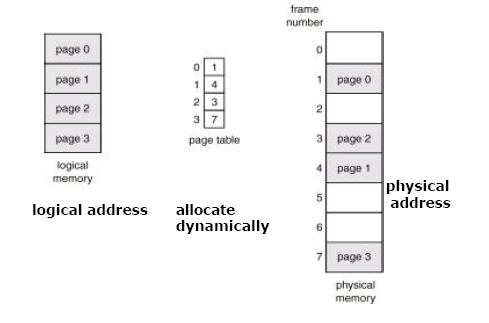 frame
number
page 0
page 1
page 2
page 3
logical
memory
logical address
0 1
1 4
2 3
3 7
page table
allocate
dynamically
0
1 page 0
2
3 page 2
4 page 1
5
6
7 page 3
physical
memory
physical
address